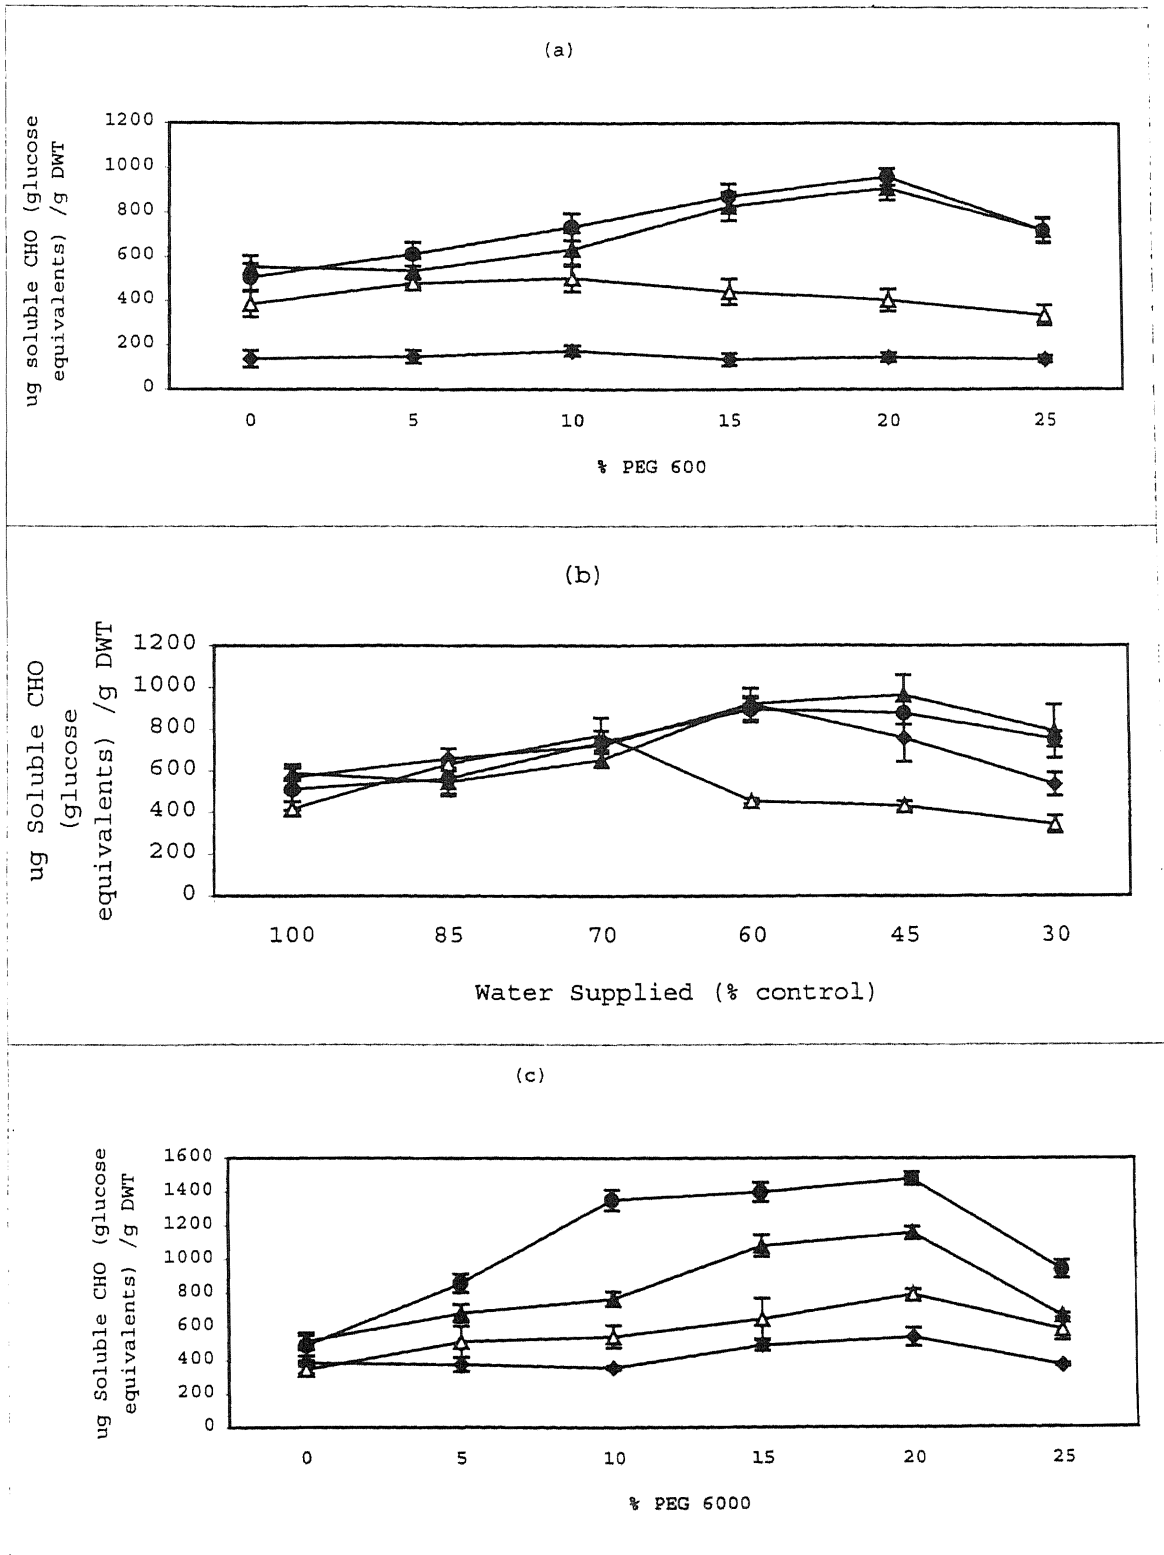 (a)
ug soluble CHO (glucose
equivalents) /g DWT
1200
1000
800
600
400
200
0
0 5 10 15 20 25
% PEG 600
(b)
ug Soluble CHO
(glucose
equivalents) /g DWT
1200
1000
800
600
400
200
0
100 85 70 60 45 30
Water Supplied (% control)
(c)
ug Soluble CHO (glucose
equivalents) /g DWT
1600
1400
1200
1000
800
600
400
200
0
0 5 10 15 20 25
% PEG 6000